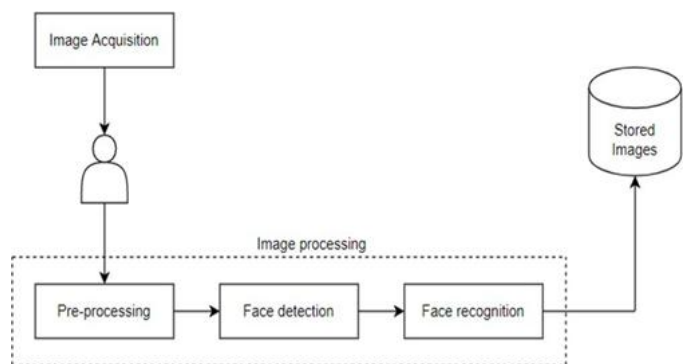 Image Acquisition
Stored
Images
Image processing
Pre-processing
Face detection
Face recognition